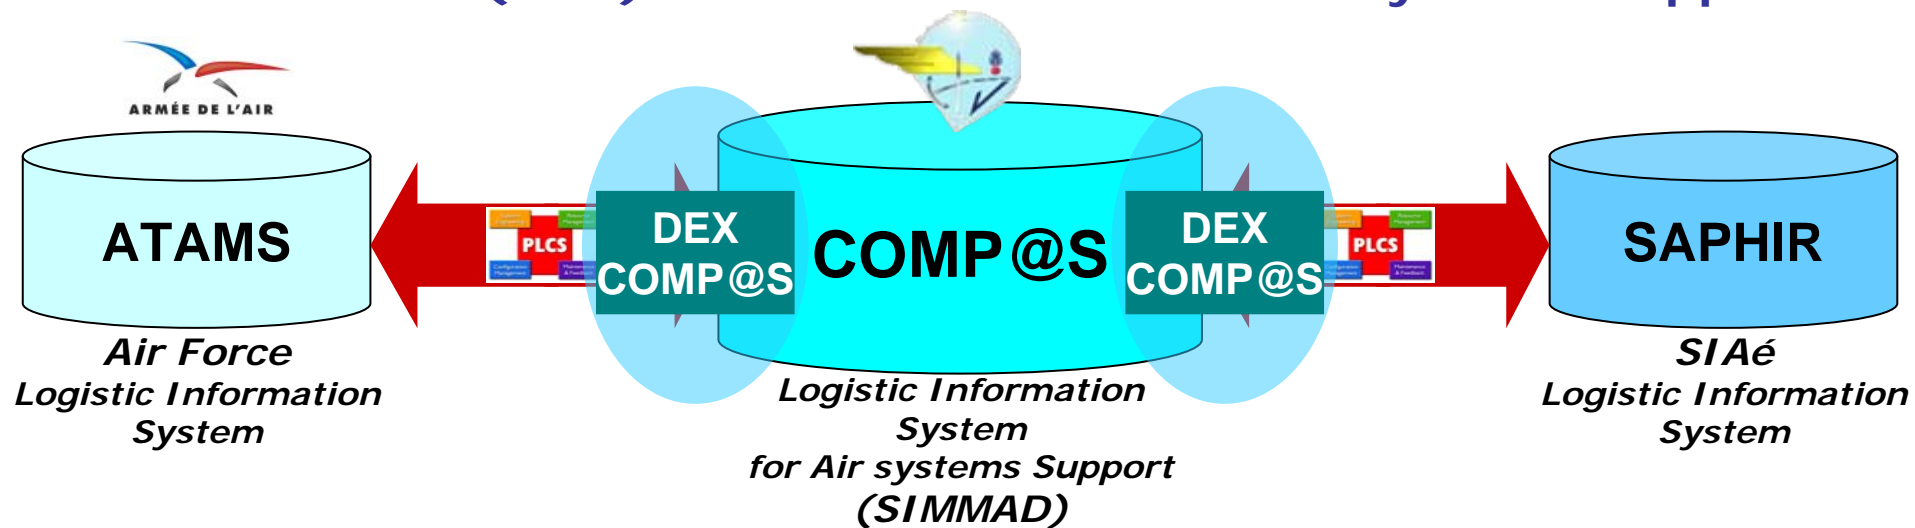 ARMÉE DE L'AIR
ATAMS
Air Force
Logistic Information
System
PLCS
DEX
COMP@S
COMP@S
Logistic Information
System
for Air systems Support
(SIMMAD)
DEX
COMP@S
PLCS
SAPHIR
SIAé
Logistic Information
System